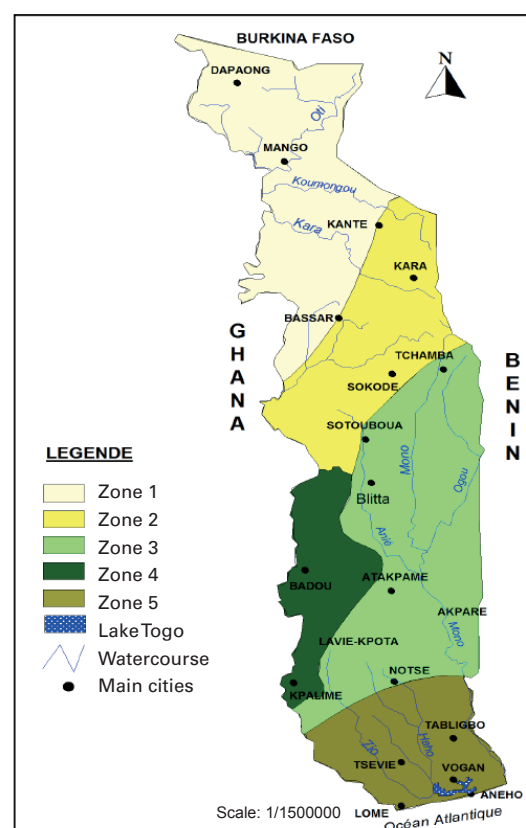 BURKINA FASO
N
DAPAONG
Oti
MANGO
Koumongou
Kara
KANTE
KARA
BASSAR
GHANA
TCHAMBA
BENIN
SOKODE
SOTOUBOUA
Mono
Ogou
Blitta
Anié
LEGENDE
Zone 1
Zone 2
Zone 3
Zone 4
Zone 5
Lake Togo
Watercourse
Main cities
BADOU
ATAKPAME
AKPARE
Mono
LAVIE-KPOTA
NOTSE
KPALIME
TABLIGBO
Zio
Haho
TSEVIE
VOGAN
ANEHO
Scale: 1/1500000
LOME
Océan Atlantique